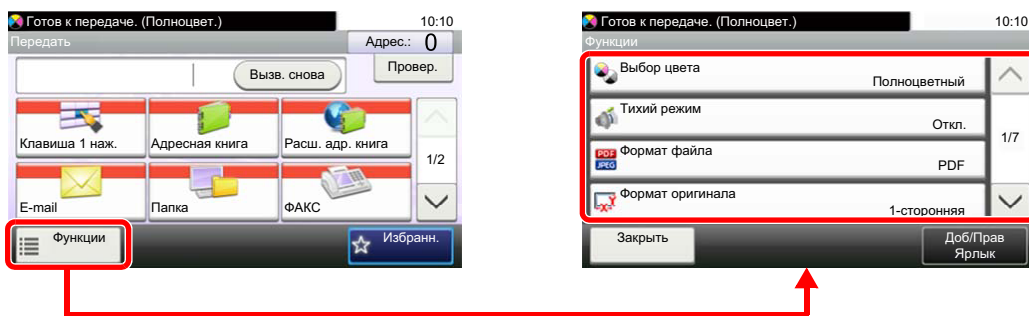 Готов к передаче. (Полноцвет.) 10:10
Передать Адрес.: 0
Вызв. снова Провер.
Клавиша 1 наж. Адресная книга Расш. адр. книга
1/2
E-mail Папка ФАКС
Функции Избранн.
Готов к передаче. (Полноцвет.) 10:10
Функции
Выбор цвета
Полноцветный
Тихий режим
Откл.
1/7
PDF
JPEG
Формат файла
PDF
Формат оригинала
1-сторонняя
Закрыть
Доб/Прав
Ярлык